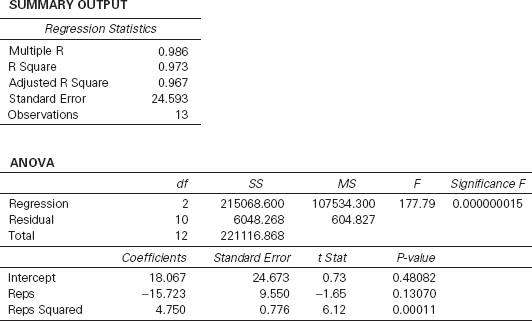 SUMMARY OUTPUT
Regression Statistics
Multiple R 0.986
R Square 0.973
Adjusted R Square 0.967
Standard Error 24.593
Observations 13
ANOVA
df SS MS F Significance F
Regression 2 215068.600 107534.300 177.79 0.000000015
Residual 10 6048.268 604.827
Total 12 221116.868
Coefficients Standard Error t Stat P-value
Intercept 18.067 24.673 0.73 0.48082
Reps −15.723 9.550 −1.65 0.13070
Reps Squared 4.750 0.776 6.12 0.00011